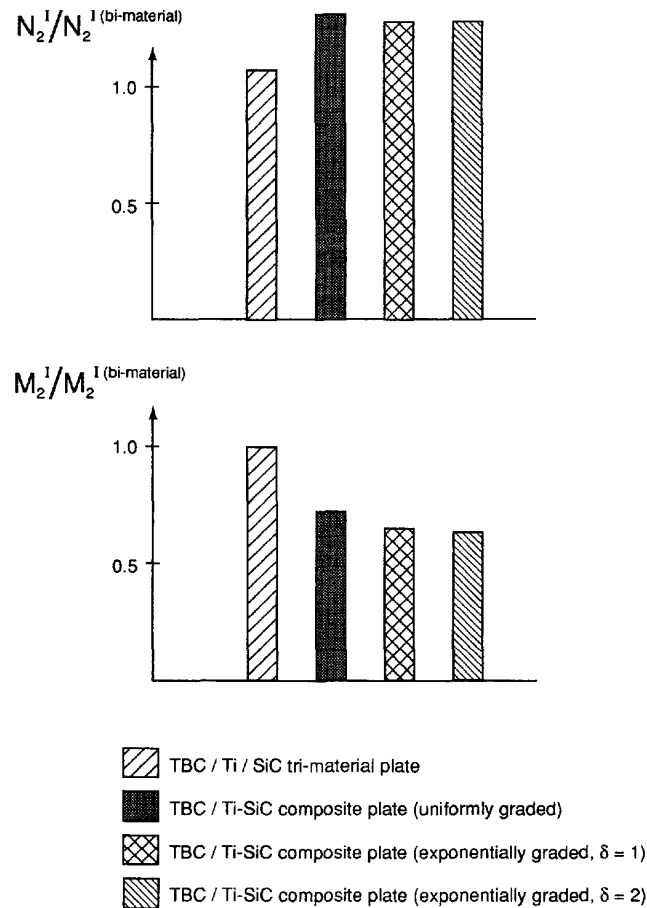 N₂ᴵ/N₂ᴵ (bi-material)
1.0
0.5
M₂ᴵ/M₂ᴵ (bi-material)
1.0
0.5
TBC / Ti / SiC tri-material plate
TBC / Ti-SiC composite plate (uniformly graded)
TBC / Ti-SiC composite plate (exponentially graded, δ = 1)
TBC / Ti-SiC composite plate (exponentially graded, δ = 2)